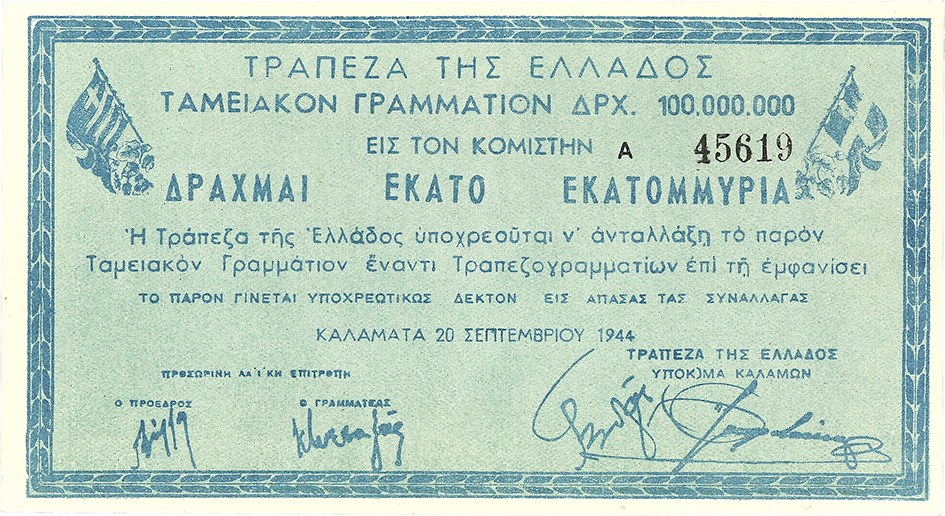 ΤΡΑΠΕΖΑ ΤΗΣ ΕΛΛΑΔΟΣ
ΤΑΜΕΙΑΚΟΝ ΓΡΑΜΜΑΤΙΟΝ ΔΡΧ. 100,000.000
ΕΙΣ ΤΟΝ ΚΟΜΙΣΤΗΝ Α 45619
ΔΡΑΧΜΑΙ ΕΚΑΤΟ ΕΚΑΤΟΜΜΥΡΙΑ
Ἡ Τράπεζα τῆς Ἑλλάδος ὑποχρεοῦται ν' ἀνταλλάξῃ τὸ παρὸν
Ταμειακὸν Γραμμάτιον ἔναντι Τραπεζογραμματίων ἐπὶ τῇ ἐμφανίσει
ΤΟ ΠΑΡΟΝ ΓΙΝΕΤΑΙ ΥΠΟΧΡΕΩΤΙΚΩΣ ΔΕΚΤΟΝ ΕΙΣ ΑΠΑΣΑΣ ΤΑΣ ΣΥΝΑΛΛΑΓΑΣ
ΚΑΛΑΜΑΤΑ 20 ΣΕΠΤΕΜΒΡΙΟΥ 1944
ΤΡΑΠΕΖΑ ΤΗΣ ΕΛΛΑΔΟΣ
ΥΠΟΚ)ΜΑ ΚΑΛΑΜΩΝ
ΠΡΟΣΩΡΙΝΗ ΛΑΪΚΗ ΕΠΙΤΡΟΠΗ
Ο ΠΡΟΕΔΡΟΣ Ο ΓΡΑΜΜΑΤΕΑΣ